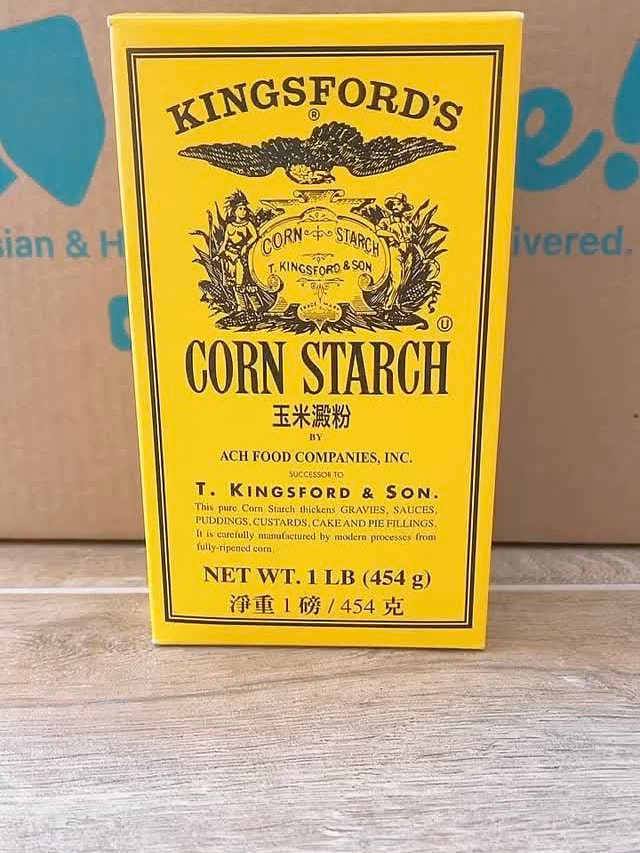 KINGSFORD'S
®
CORN STARCH
T. KINGSFORD & SON
TRADE MARK
U
CORN STARCH
玉米澱粉
BY
ACH FOOD COMPANIES, INC.
SUCCESSOR TO
T. KINGSFORD & SON.
This pure Corn Starch thickens GRAVIES, SAUCES,
PUDDINGS, CUSTARDS, CAKE AND PIE FILLINGS.
It is carefully manufactured by modern processes from
fully-ripened corn.
NET WT. 1 LB (454 g)
淨重 1 磅 / 454 克
e!
sian & H
ivered.